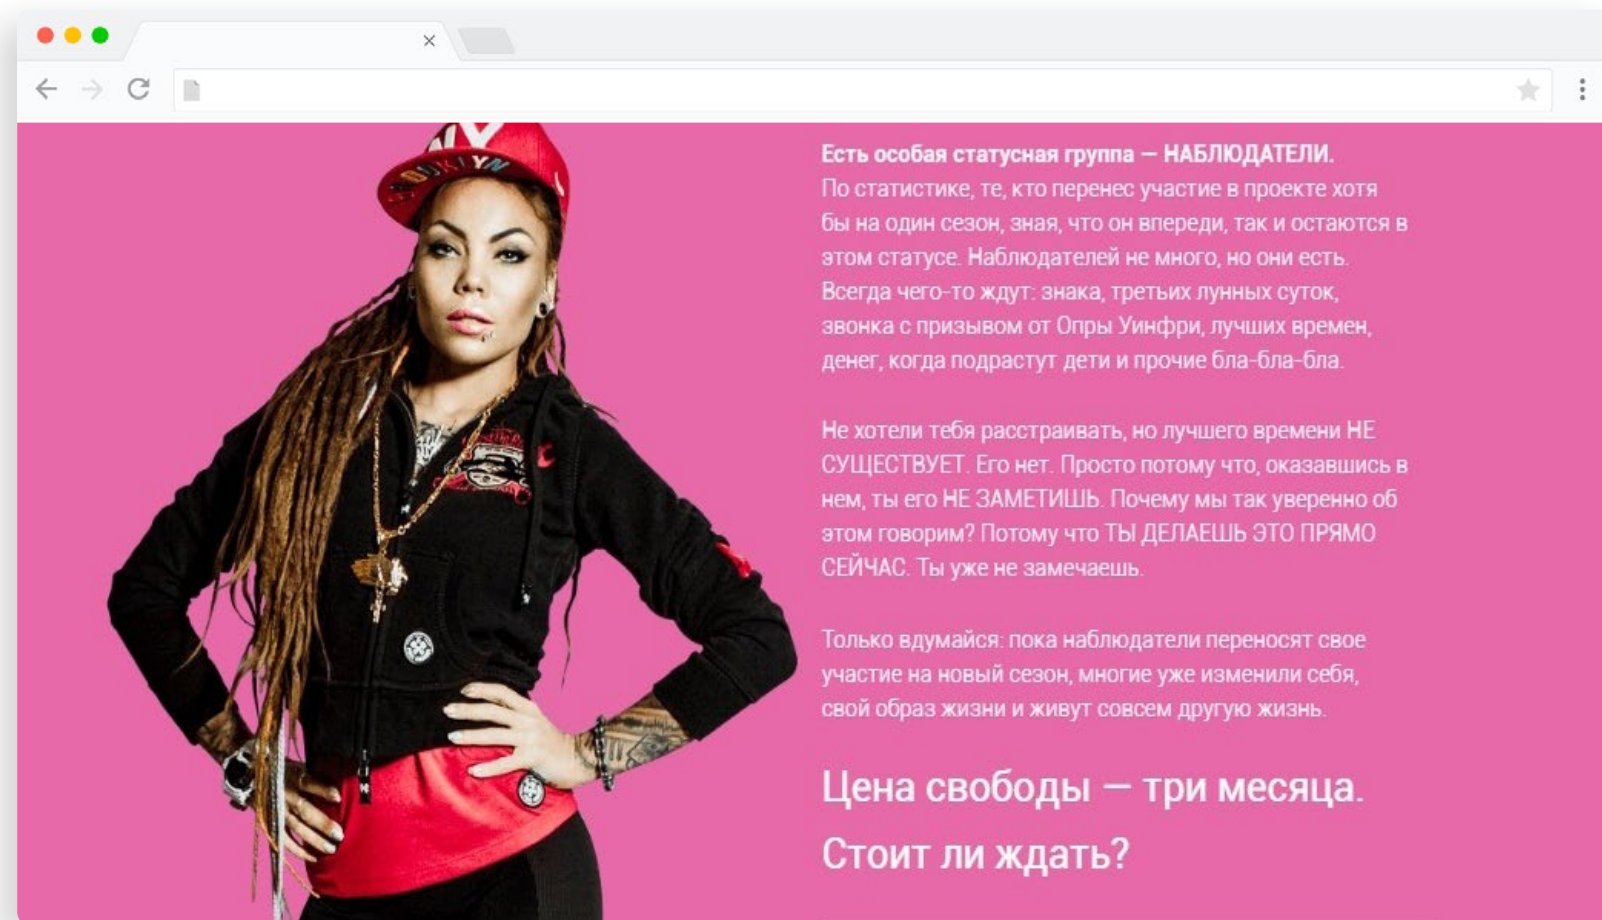 NY
BROOKLYN
Есть особая статусная группа — НАБЛЮДАТЕЛИ.
По статистике, те, кто перенес участие в проекте хотя
бы на один сезон, зная, что он впереди, так и остаются в
этом статусе. Наблюдателей не много, но они есть.
Всегда чего-то ждут: знака, третьих лунных суток,
звонка с призывом от Опры Уинфри, лучших времен,
денег, когда подрастут дети и прочие бла-бла-бла.
Не хотели тебя расстраивать, но лучшего времени НЕ
СУЩЕСТВУЕТ. Его нет. Просто потому что, оказавшись в
нем, ты его НЕ ЗАМЕТИШЬ. Почему мы так уверенно об
этом говорим? Потому что ТЫ ДЕЛАЕШЬ ЭТО ПРЯМО
СЕЙЧАС. Ты уже не замечаешь.
Только вдумайся: пока наблюдатели переносят свое
участие на новый сезон, многие уже изменили себя,
свой образ жизни и живут совсем другую жизнь.
Цена свободы — три месяца.
Стоит ли ждать?